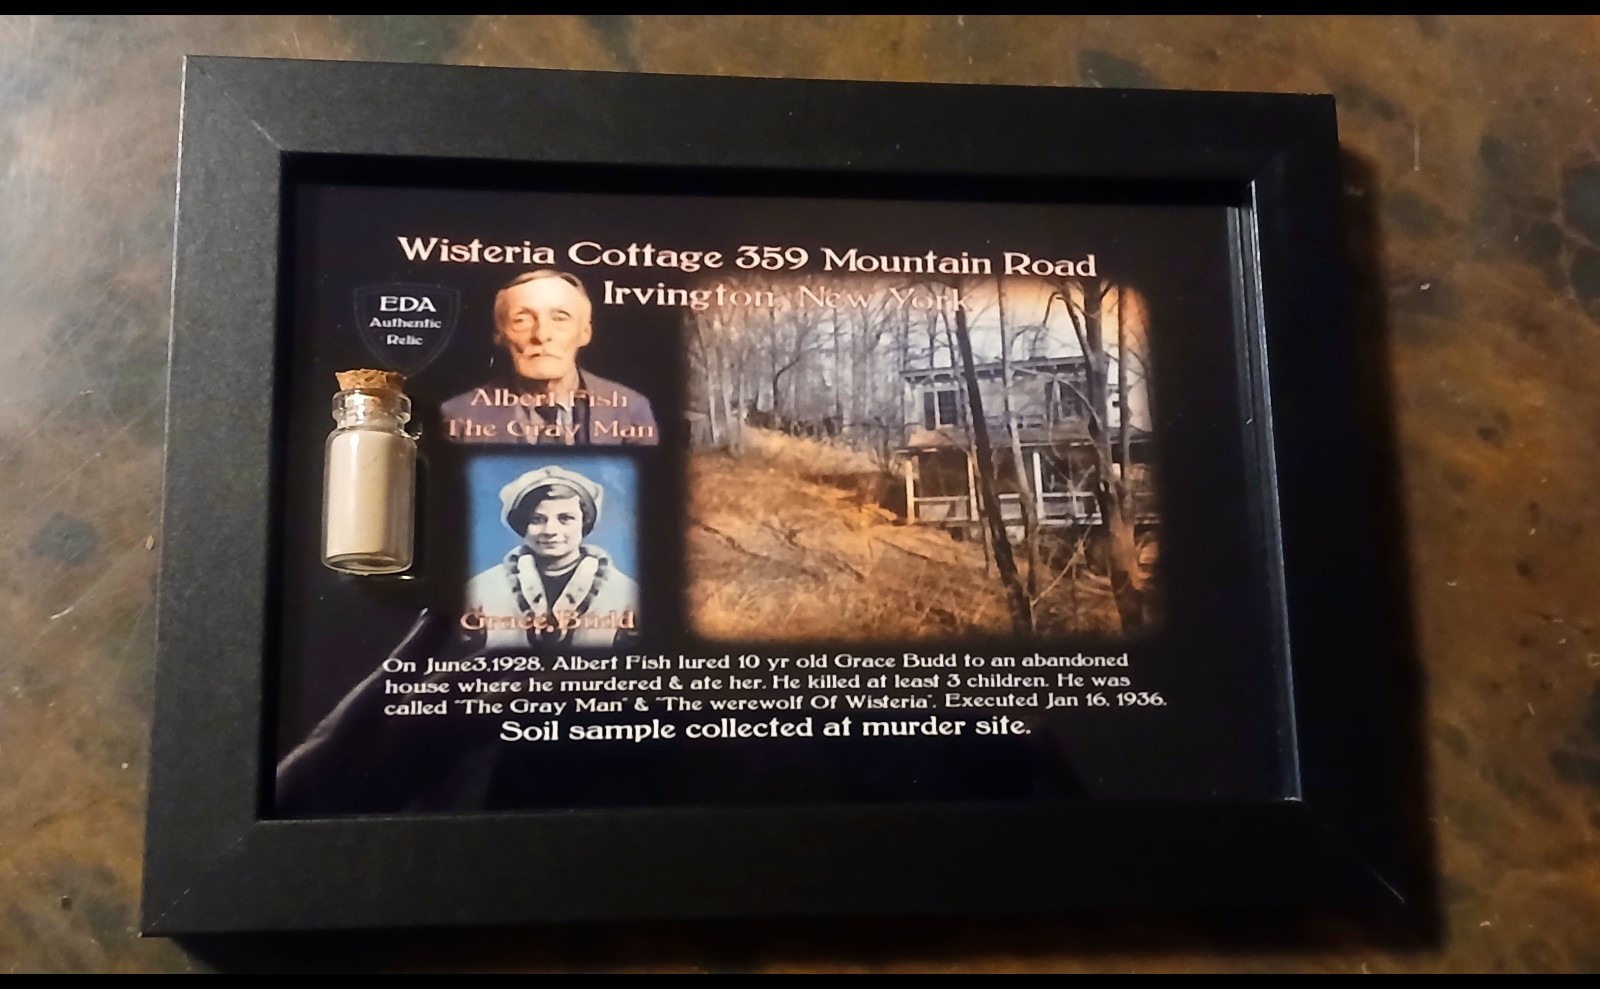 Wisteria Cottage 359 Mountain Road
Irvington, New York
EDA
Authentic
Relic
Albert Fish
The Gray Man
Grace Budd
On June3,1928, Albert Fish lured 10 yr old Grace Budd to an abandoned
house where he murdered & ate her. He killed at least 3 children. He was
called "The Gray Man" & "The werewolf Of Wisteria". Executed Jan 16, 1936.
Soil sample collected at murder site.